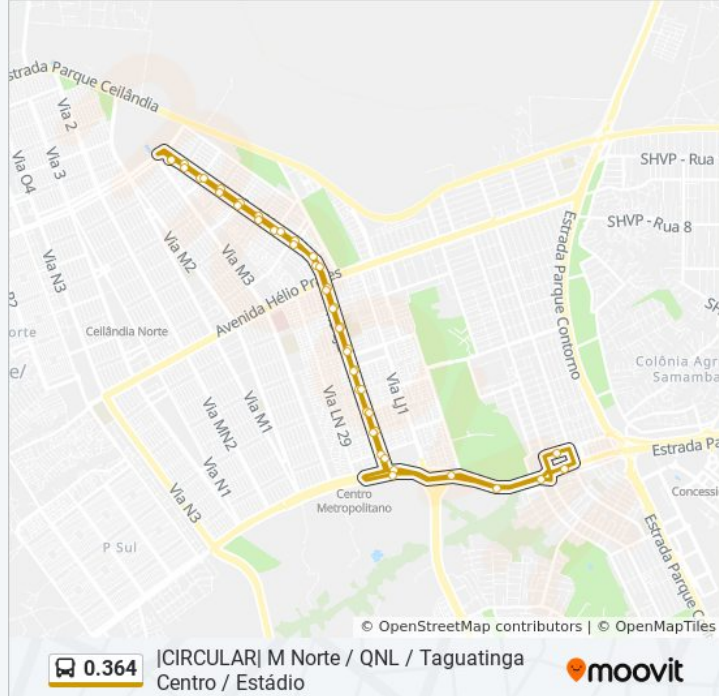 strada Parque Ceilândia
Via 2
Via 3
Via O4
SHVP - Rua
SHVP - Rua 8
Via N3
Via M2
Via M3
Estrada Parque Contorno
Avenida Hélio Prates
orte
Ceilândia Norte
e/
Colônia Agr
Samamba
Via LJ1
Via LN 29
Via M1
Via MN2
Via N1
Via N3
Estrada Pa
Centro
Metropolitano
Concessi
P Sul
Estrada Parque C
© OpenStreetMap contributors | © OpenMapTiles
0.364
|CIRCULAR| M Norte / QNL / Taguatinga
Centro / Estádio
moovit